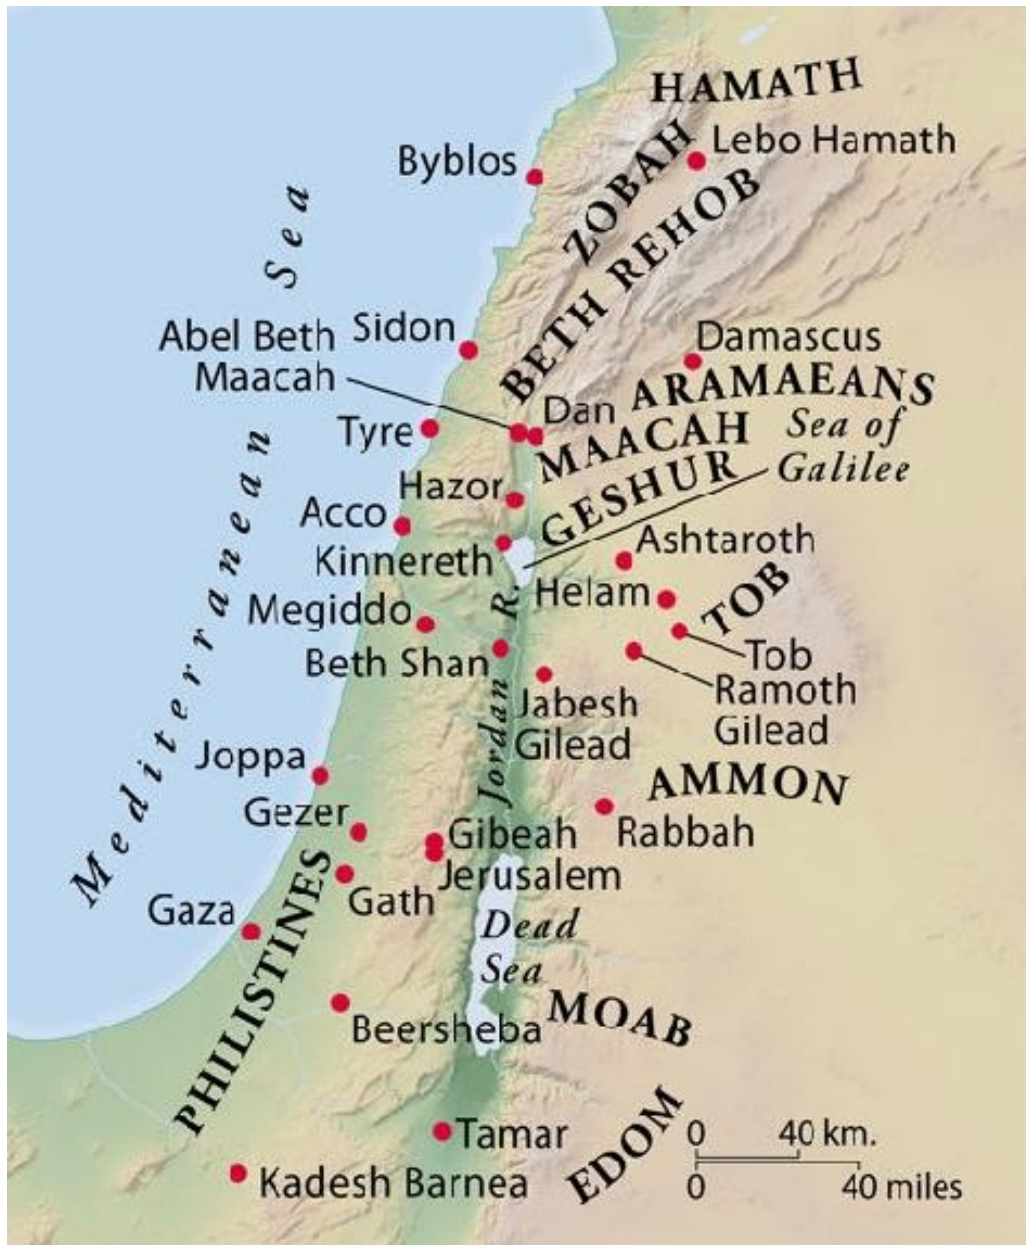 HAMATH
Lebo Hamath
Byblos
ZOBAH
BETH REHOB
Mediterranean Sea
Sidon
Abel Beth
Maacah
Damascus
ARAMAEANS
Dan
Tyre
MAACAH
Sea of
Galilee
GESHUR
Hazor
Acco
Ashtaroth
Kinnereth
Helam
TOB
Megiddo
Jordan R.
Beth Shan
Tob
Ramoth
Gilead
Jabesh
Gilead
Joppa
AMMON
Gezer
Gibeah
Rabbah
Jerusalem
Gath
Gaza
Dead
Sea
PHILISTINES
MOAB
Beersheba
Tamar
EDOM
Kadesh Barnea
0 40 km.
0 40 miles